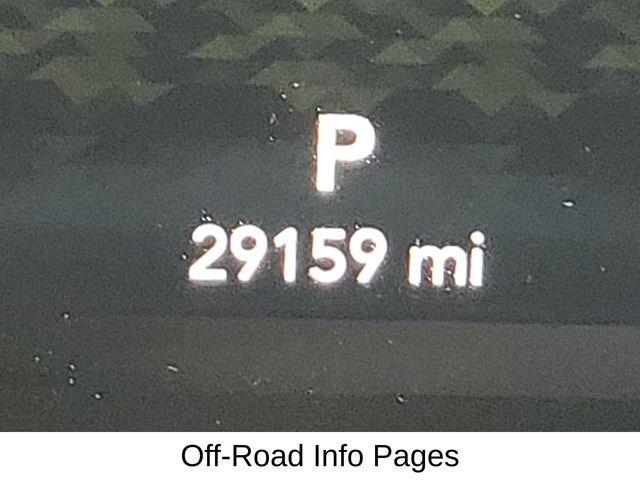 P
29159 mi
Off-Road Info Pages